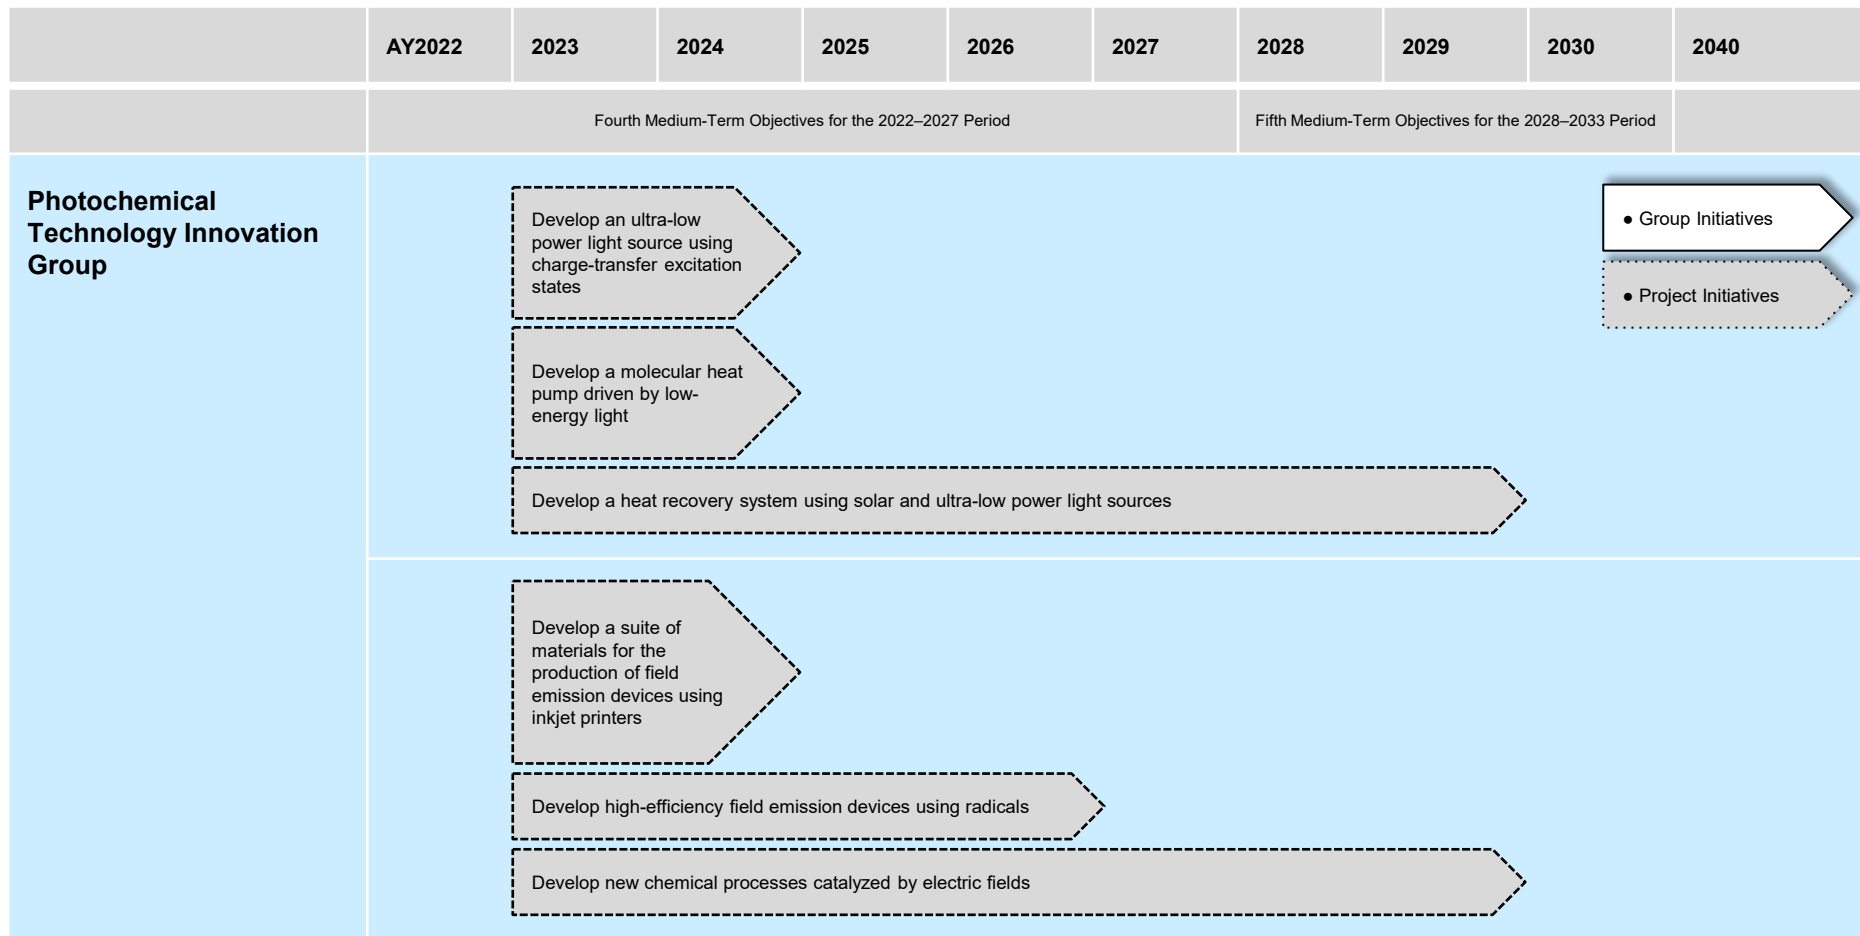 AY2022 2023 2024 2025 2026 2027 2028 2029 2030 2040
Fourth Medium-Term Objectives for the 2022–2027 Period
Fifth Medium-Term Objectives for the 2028–2033 Period
Photochemical
Technology Innovation
Group
● Group Initiatives
● Project Initiatives
Develop an ultra-low
power light source using
charge-transfer excitation
states
Develop a molecular heat
pump driven by low-
energy light
Develop a heat recovery system using solar and ultra-low power light sources
Develop a suite of
materials for the
production of field
emission devices using
inkjet printers
Develop high-efficiency field emission devices using radicals
Develop new chemical processes catalyzed by electric fields